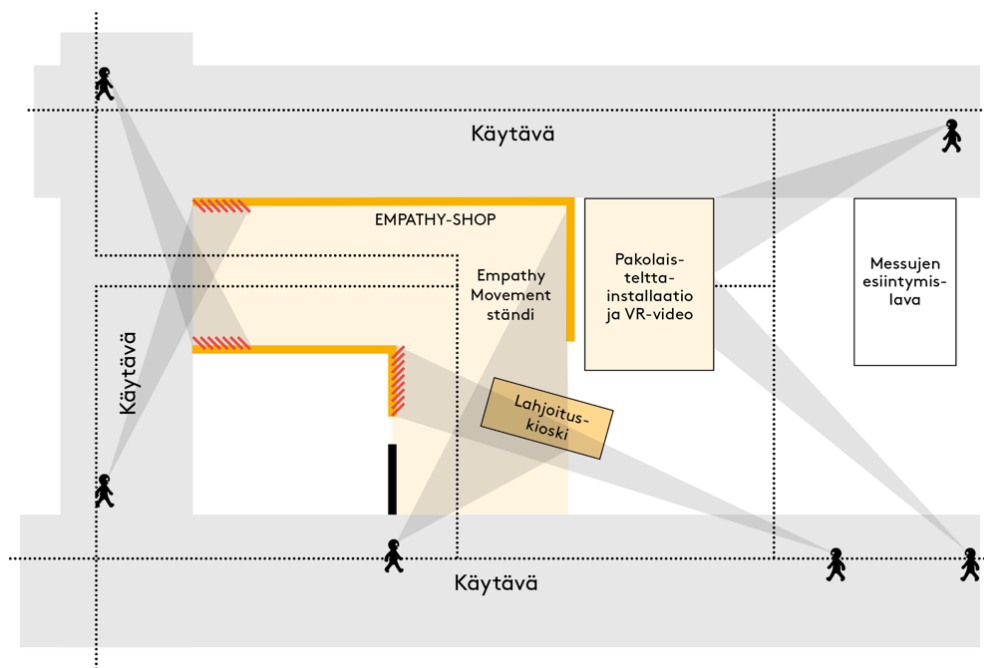 Käytävä
EMPATHY-SHOP
Empathy
Movement
ständi
Pakolais-
teltta-
installaatio
ja VR-video
Messujen
esiintymis-
lava
Käytävä
Lahjoitus-
kioski
Käytävä